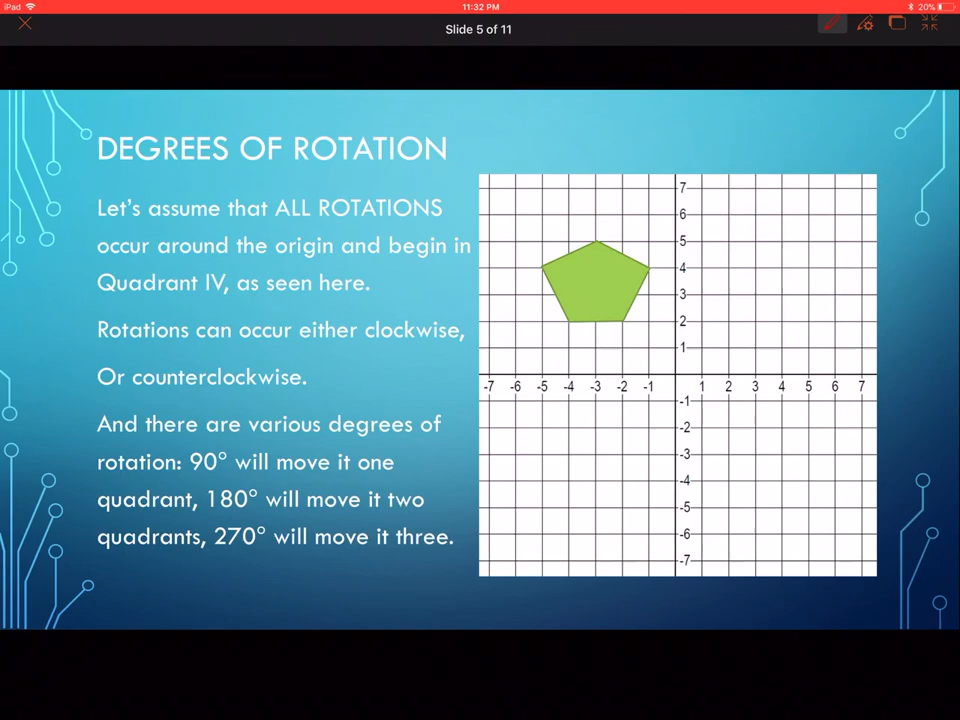 iPad
11:32 PM
20%
Slide 5 of 11
DEGREES OF ROTATION
Let's assume that ALL ROTATIONS
occur around the origin and begin in
Quadrant IV, as seen here.
Rotations can occur either clockwise,
Or counterclockwise.
And there are various degrees of
rotation: 90° will move it one
quadrant, 180° will move it two
quadrants, 270° will move it three.
7
6
5
4
3
2
1
-7 -6 -5 -4 -3 -2 -1 1 2 3 4 5 6 7
-1
-2
-3
-4
-5
-6
-7